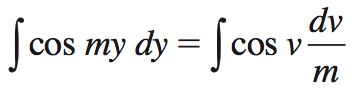 ∫ cos my dy = ∫ cos v dv/m